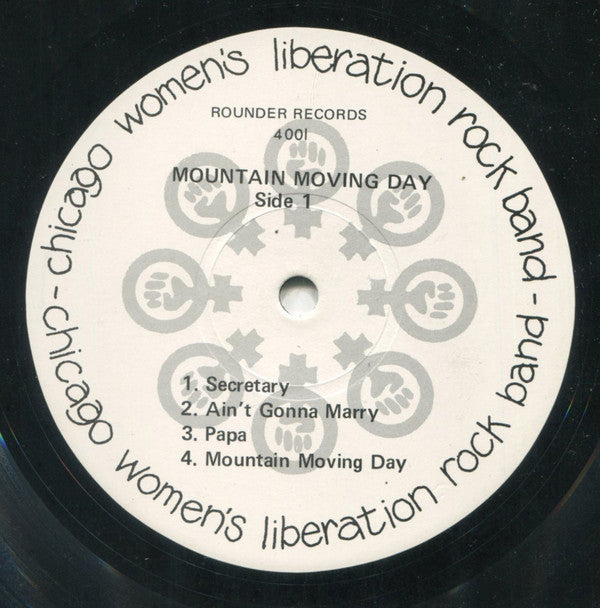 chicago women's liberation rock band -
chicago women's liberation rock band -
ROUNDER RECORDS
4001
MOUNTAIN MOVING DAY
Side 1
1. Secretary
2. Ain't Gonna Marry
3. Papa
4. Mountain Moving Day